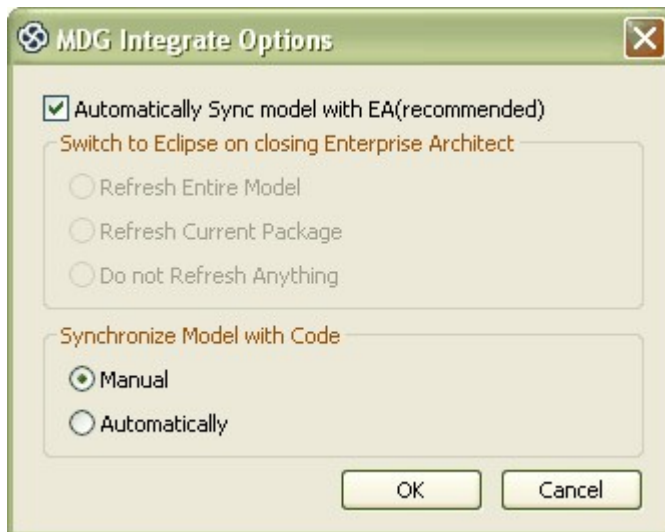 MDG Integrate Options
Automatically Sync model with EA(recommended)
Switch to Eclipse on closing Enterprise Architect
Refresh Entire Model
Refresh Current Package
Do not Refresh Anything
Synchronize Model with Code
Manual
Automatically
OK Cancel